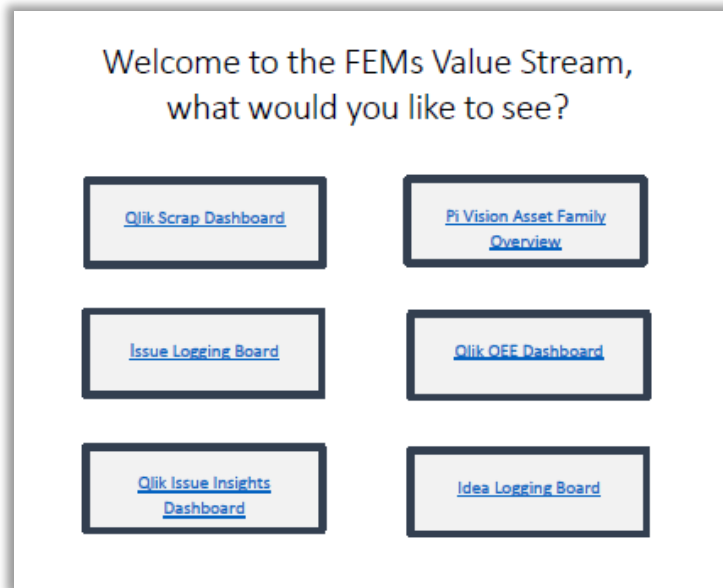 Welcome to the FEMs Value Stream,
what would you like to see?
Qlik Scrap Dashboard
Pi Vision Asset Family
Overview
Issue Logging Board
Qlik OEE Dashboard
Qlik Issue Insights
Dashboard
Idea Logging Board